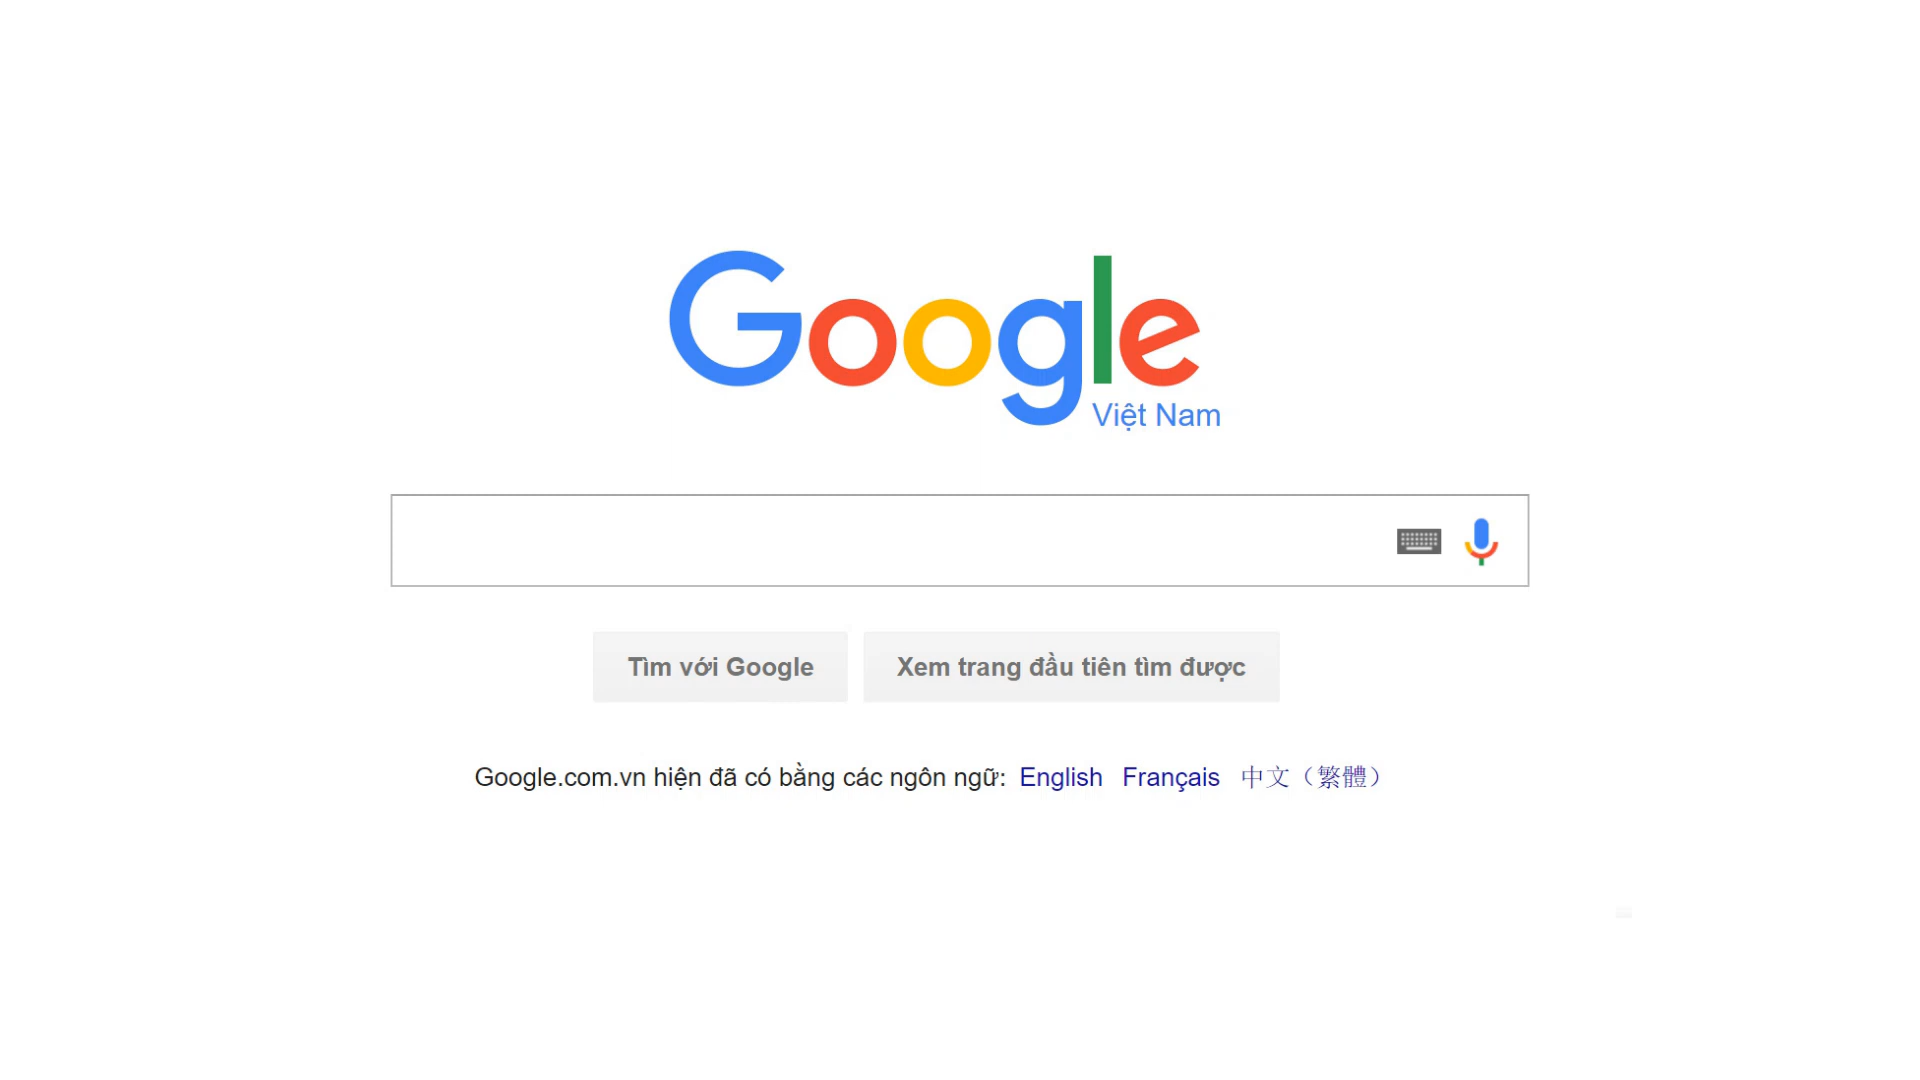 Google
Việt Nam
Tìm với Google
Xem trang đầu tiên tìm được
Google.com.vn hiện đã có bằng các ngôn ngữ: English Français 中文（繁體）